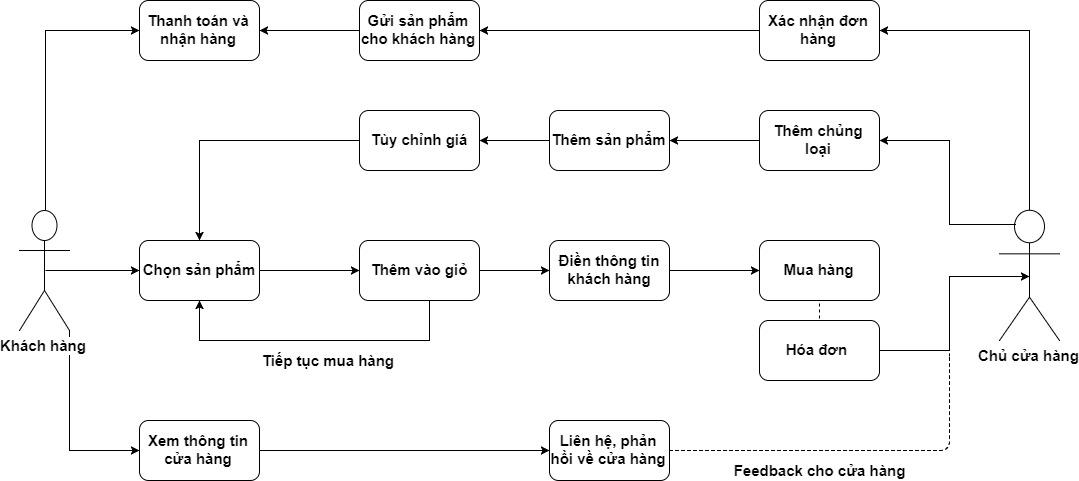 Thanh toán và
nhận hàng
Gửi sản phẩm
cho khách hàng
Xác nhận đơn
hàng
Tùy chỉnh giá
Thêm sản phẩm
Thêm chủng
loại
Chọn sản phẩm
Thêm vào giỏ
Điền thông tin
khách hàng
Mua hàng
Khách hàng
Tiếp tục mua hàng
Hóa đơn
Chủ cửa hàng
Xem thông tin
cửa hàng
Liên hệ, phản
hồi về cửa hàng
Feedback cho cửa hàng